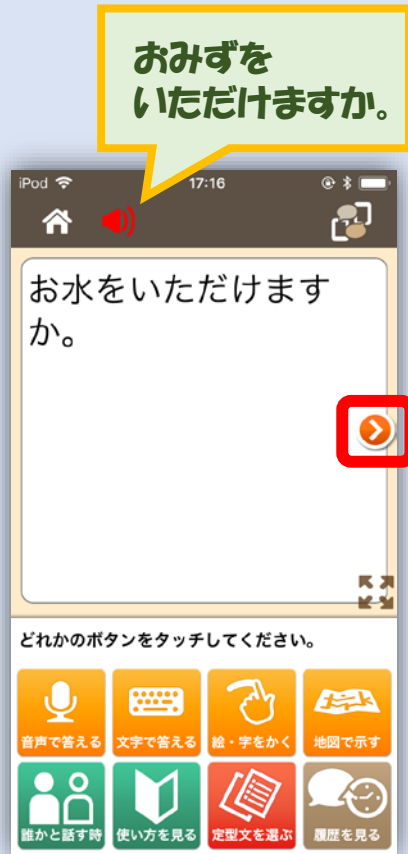 おみずを
いただけますか。
iPod 17:16
お水をいただけます
か。
どれかのボタンをタッチしてください。
音声で答える 文字で答える 絵・字をかく 地図で示す
誰かと話す時 使い方を見る 定型文を選ぶ 履歴を見る